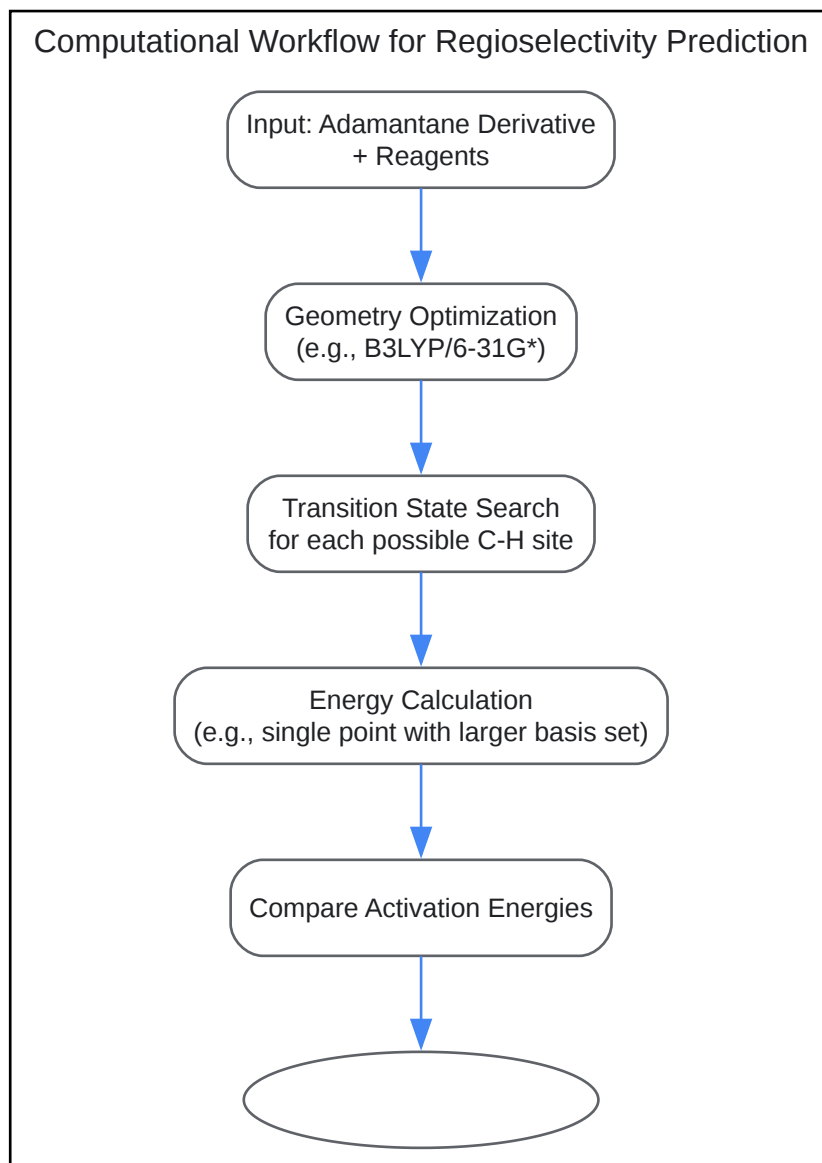 Computational Workflow for Regioselectivity Prediction
Input: Adamantane Derivative
+ Reagents
Geometry Optimization
(e.g., B3LYP/6-31G*)
Transition State Search
for each possible C-H site
Energy Calculation
(e.g., single point with larger basis set)
Compare Activation Energies